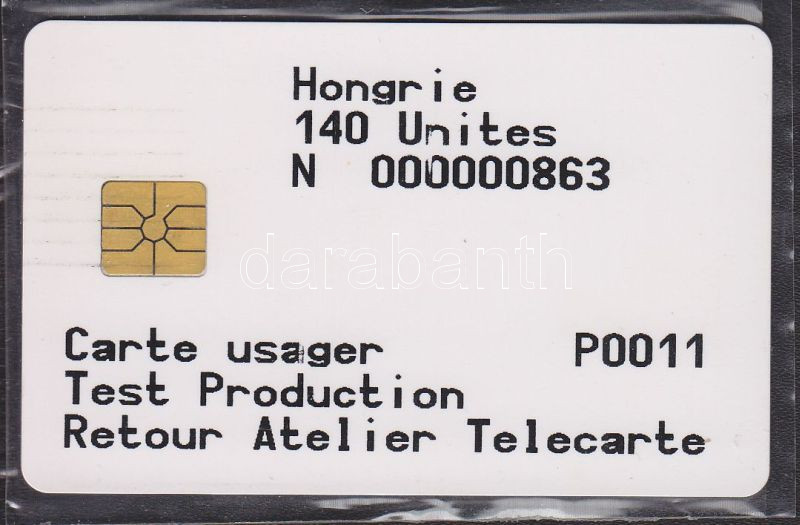 Hongrie
140 Unites
N 000000863
darabanth
Carte usager P0011
Test Production
Retour Atelier Telecarte